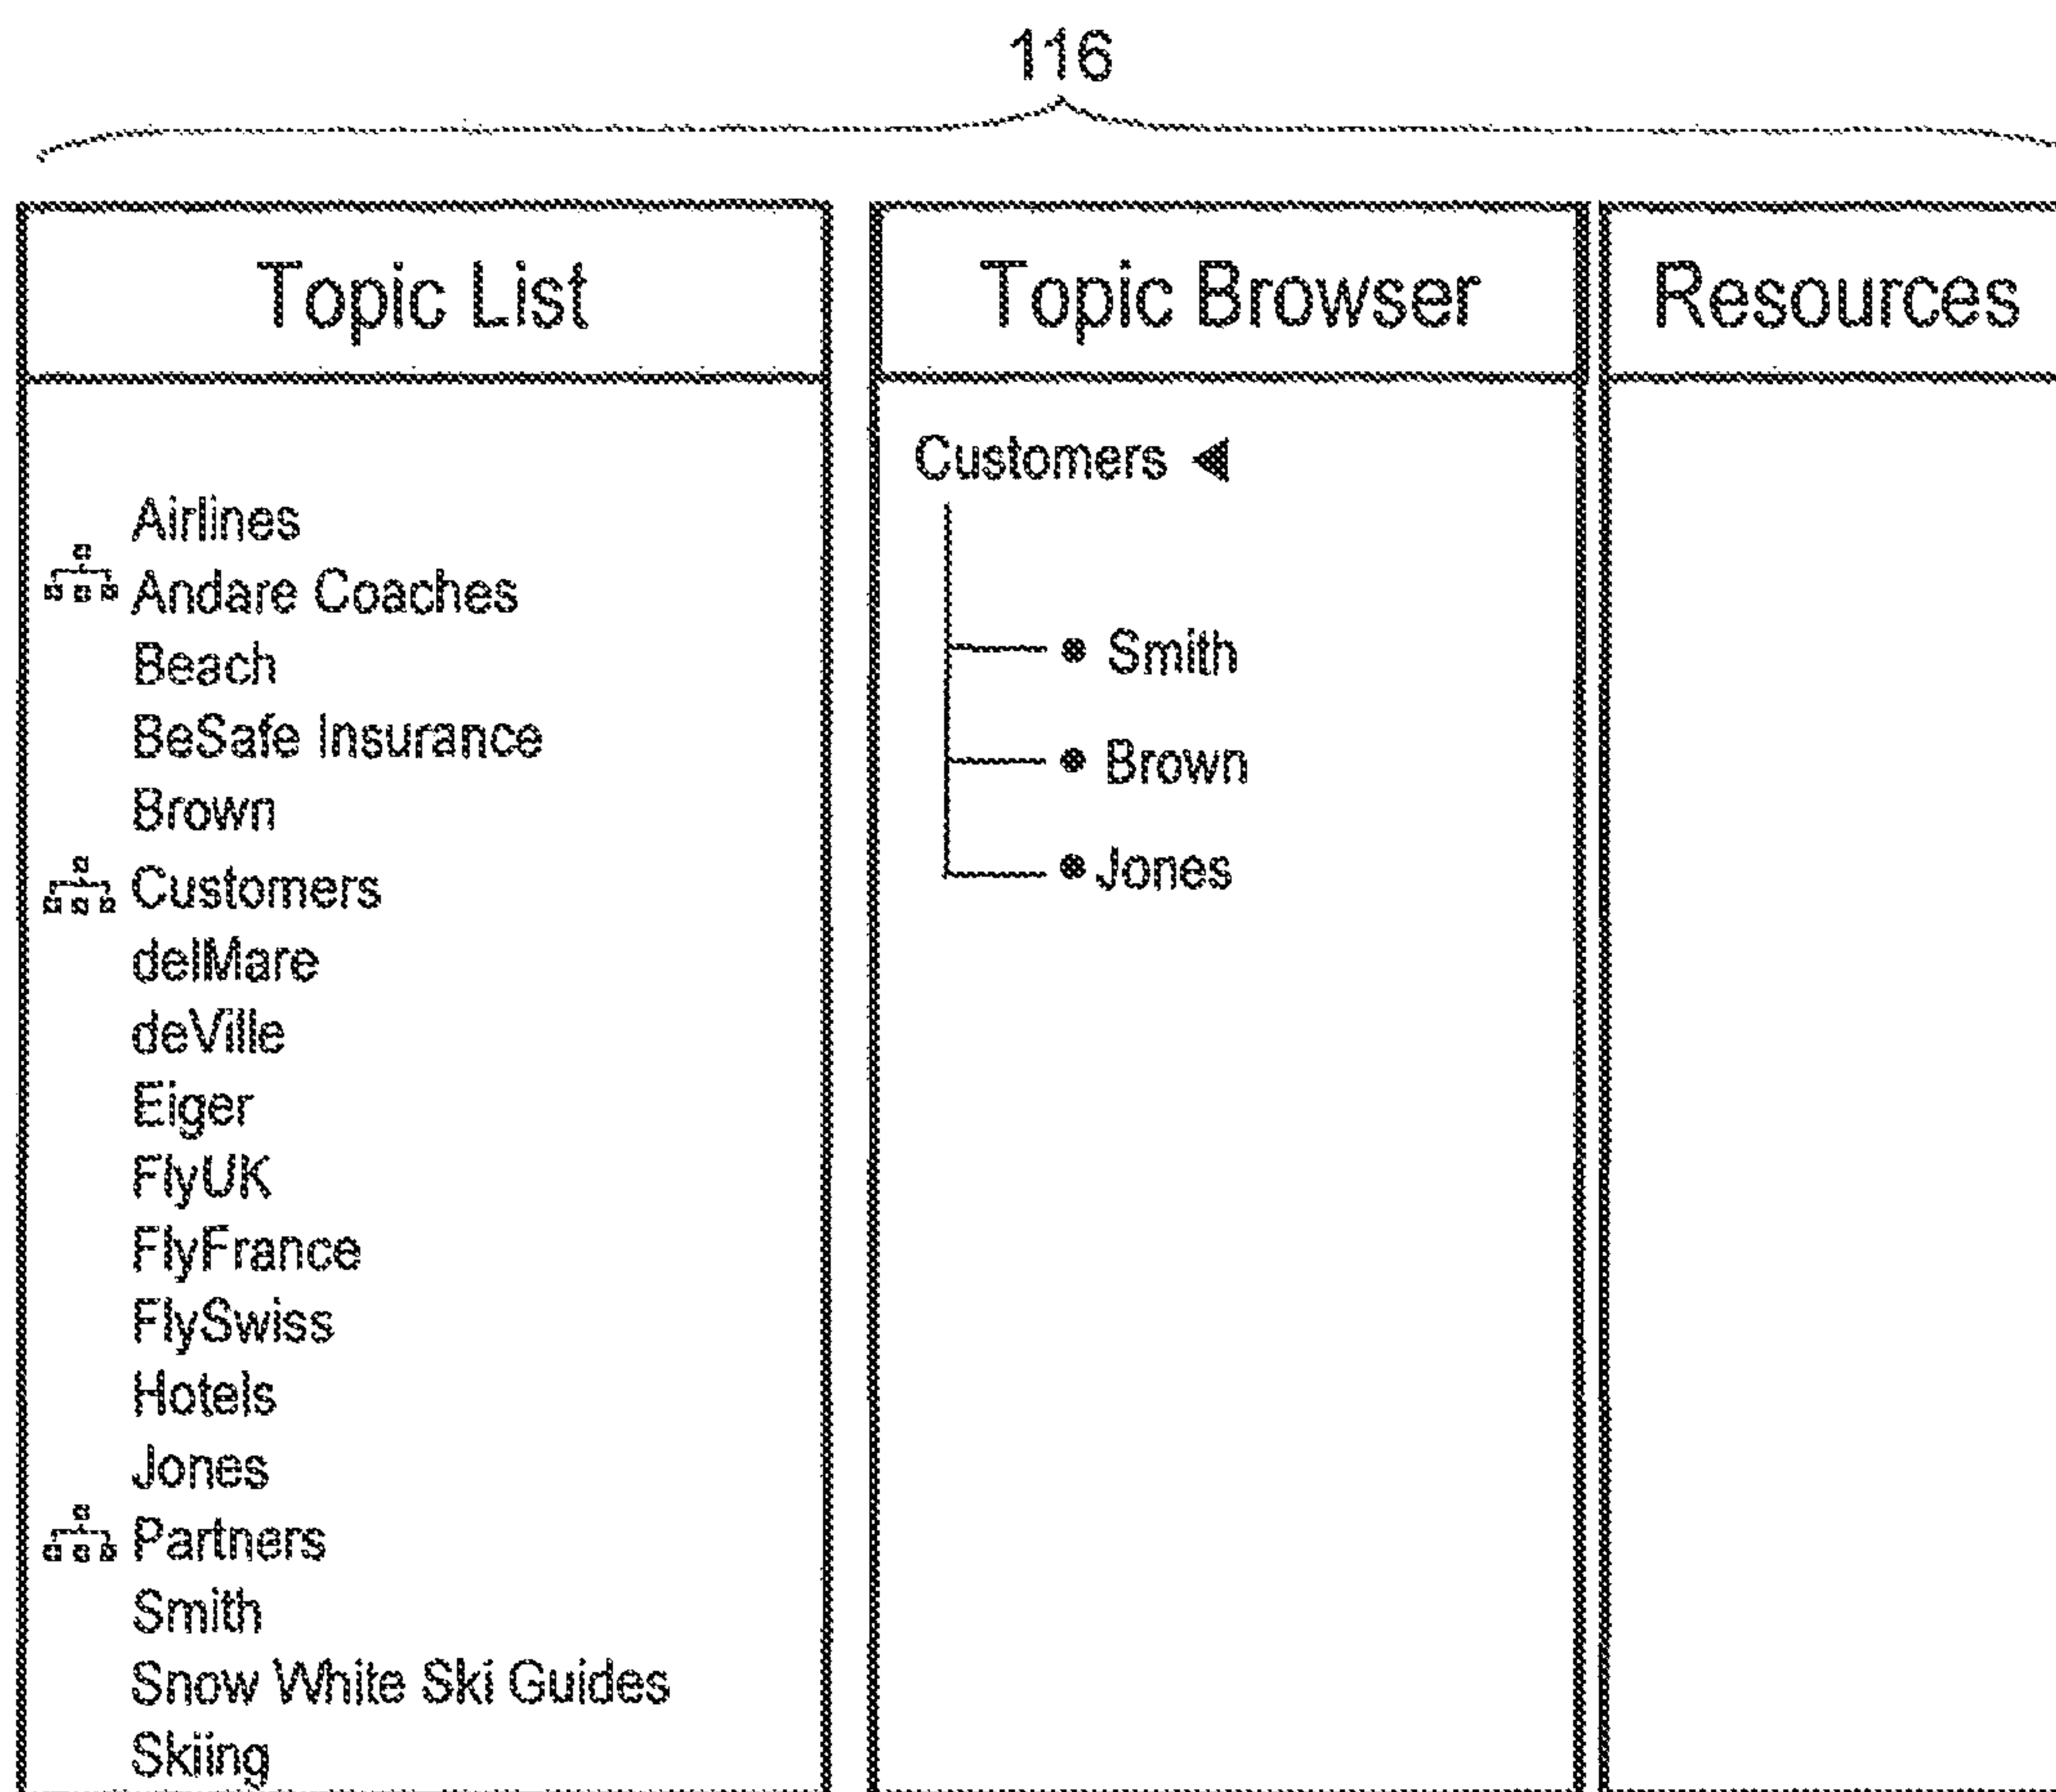 116
Topic List
Airlines
Andare Coaches
Beach
BeSafe Insurance
Brown
Customers
delMare
deVille
Eiger
FlyUK
FlyFrance
FlySwiss
Hotels
Jones
Partners
Smith
Snow White Ski Guides
Skiing
Topic Browser
Customers
Smith
Brown
Jones
Resources